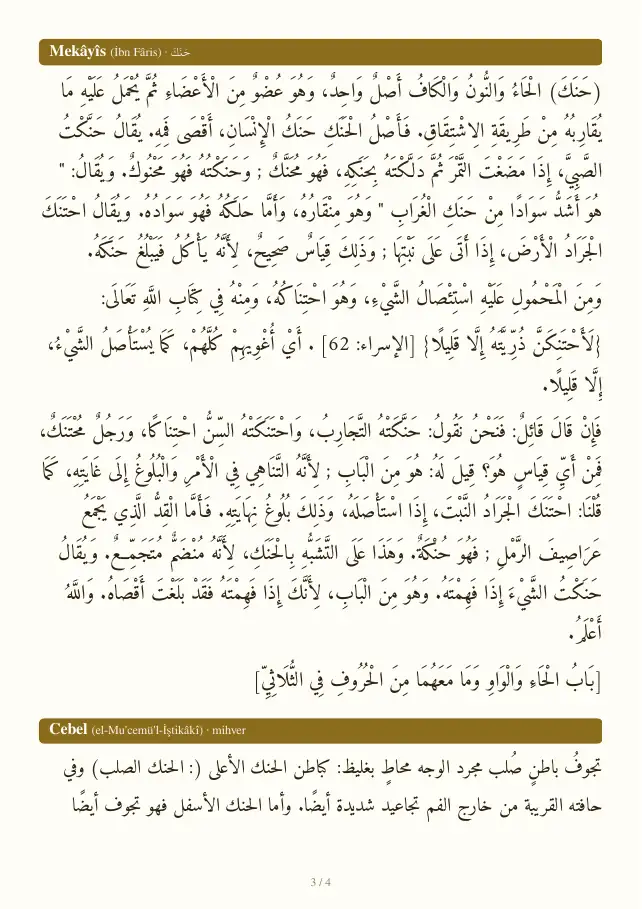 Mekâyîs (İbn Fâris) · حنك
(حَنَكَ) الْحَاءُ وَالنُّونُ وَالْكَافُ أَصْلٌ وَاحِدٌ، وَهُوَ عُضْوٌ مِنَ الْأَعْضَاءِ ثُمَّ يُحْمَلُ عَلَيْهِ مَا
يُقَارِبُهُ مِنْ طَرِيقَةِ الِاشْتِقَاقِ. فَأَصْلُ الْحَنَكِ حَنَكُ الْإِنْسَانِ، أَقْصَى فَمِهِ. يُقَالُ حَنَّكْتُ
الصَّبِيَّ، إِذَا مَضَغْتَ التَّمْرَ ثُمَّ دَلَّكْتَهُ بِحَنَكِهِ، فَهُوَ مُحَنَّكٌ ; وَحَنَكْتُهُ فَهُوَ مَحْنُوكٌ. وَيُقَالُ: "
هُوَ أَشَدُّ سَوَادًا مِنْ حَنَكِ الْغُرَابِ " وَهُوَ مِنْقَارُهُ، وَأَمَّا حَلَكُهُ فَهُوَ سَوَادُهُ. وَيُقَالُ احْتَنَكَ
الْجَرَادُ الْأَرْضَ، إِذَا أَتَى عَلَى نَبْتِهَا ; وَذَلِكَ قِيَاسٌ صَحِيحٌ، لِأَنَّهُ يَأْكُلُ فَيَبْلُغُ حَنَكَهُ.
وَمِنَ الْمَحْمُولِ عَلَيْهِ اسْتِئْصَالُ الشَّيْءِ، وَهُوَ احْتِنَاكُهُ، وَمِنْهُ فِي كِتَابِ اللَّهِ تَعَالَى:
{لَأَحْتَنِكَنَّ ذُرِّيَّتَهُ إِلَّا قَلِيلًا} [الإسراء: 62] . أَيْ أُغْوِيهِمْ كُلَّهُمْ، كَمَا يُسْتَأْصَلُ الشَّيْءُ،
إِلَّا قَلِيلًا.
فَإِنْ قَالَ قَائِلٌ: فَنَحْنُ نَقُولُ: حَنَّكَتْهُ التَّجَارِبُ، وَاحْتَنَكَتْهُ السِّنُّ احْتِنَاكًا، وَرَجُلٌ مُحْتَنَكٌ،
فَمِنْ أَيِّ قِيَاسٍ هُوَ؟ قِيلَ لَهُ: هُوَ مِنَ الْبَابِ ; لِأَنَّهُ التَّنَاهِي فِي الْأَمْرِ وَالْبُلُوغُ إِلَى غَايَتِهِ، كَمَا
قُلْنَا: احْتَنَكَ الْجَرَادُ النَّبْتَ، إِذَا اسْتَأْصَلَهُ، وَذَلِكَ بُلُوغُ نِهَايَتِهِ. فَأَمَّا الْقِدُّ الَّذِي يَجْمَعُ
عَرَاصِيفَ الرَّمْلِ ; فَهُوَ حُنْكَةٌ. وَهَذَا عَلَى التَّشَبُّهِ بِالْحَنَكِ، لِأَنَّهُ مُنْضَمٌّ مُتَجَمِّعٌ. وَيُقَالُ
حَنَكْتُ الشَّيْءَ إِذَا فَهِمْتَهُ. وَهُوَ مِنَ الْبَابِ، لِأَنَّكَ إِذَا فَهِمْتَهُ فَقَدْ بَلَغْتَ أَقْصَاهُ. وَاللَّهُ
أَعْلَمُ.
[بَابُ الْحَاءِ وَالْوَاوِ وَمَا مَعَهُمَا مِنَ الْحُرُوفِ فِي الثُّلَاثِيِّ]
Cebel (el-Mu'cemü'l-İştikâkî) · mihver
تجوفُ باطنٍ صُلب مجرد الوجه محاطٍ بغليظ: كباطن الحنك الأعلى (: الحنك الصلب) وفي
حافته القريبة من خارج الفم تجاعيد شديدة أيضًا. وأما الحنك الأسفل فهو تجوف أيضًا
3 / 4